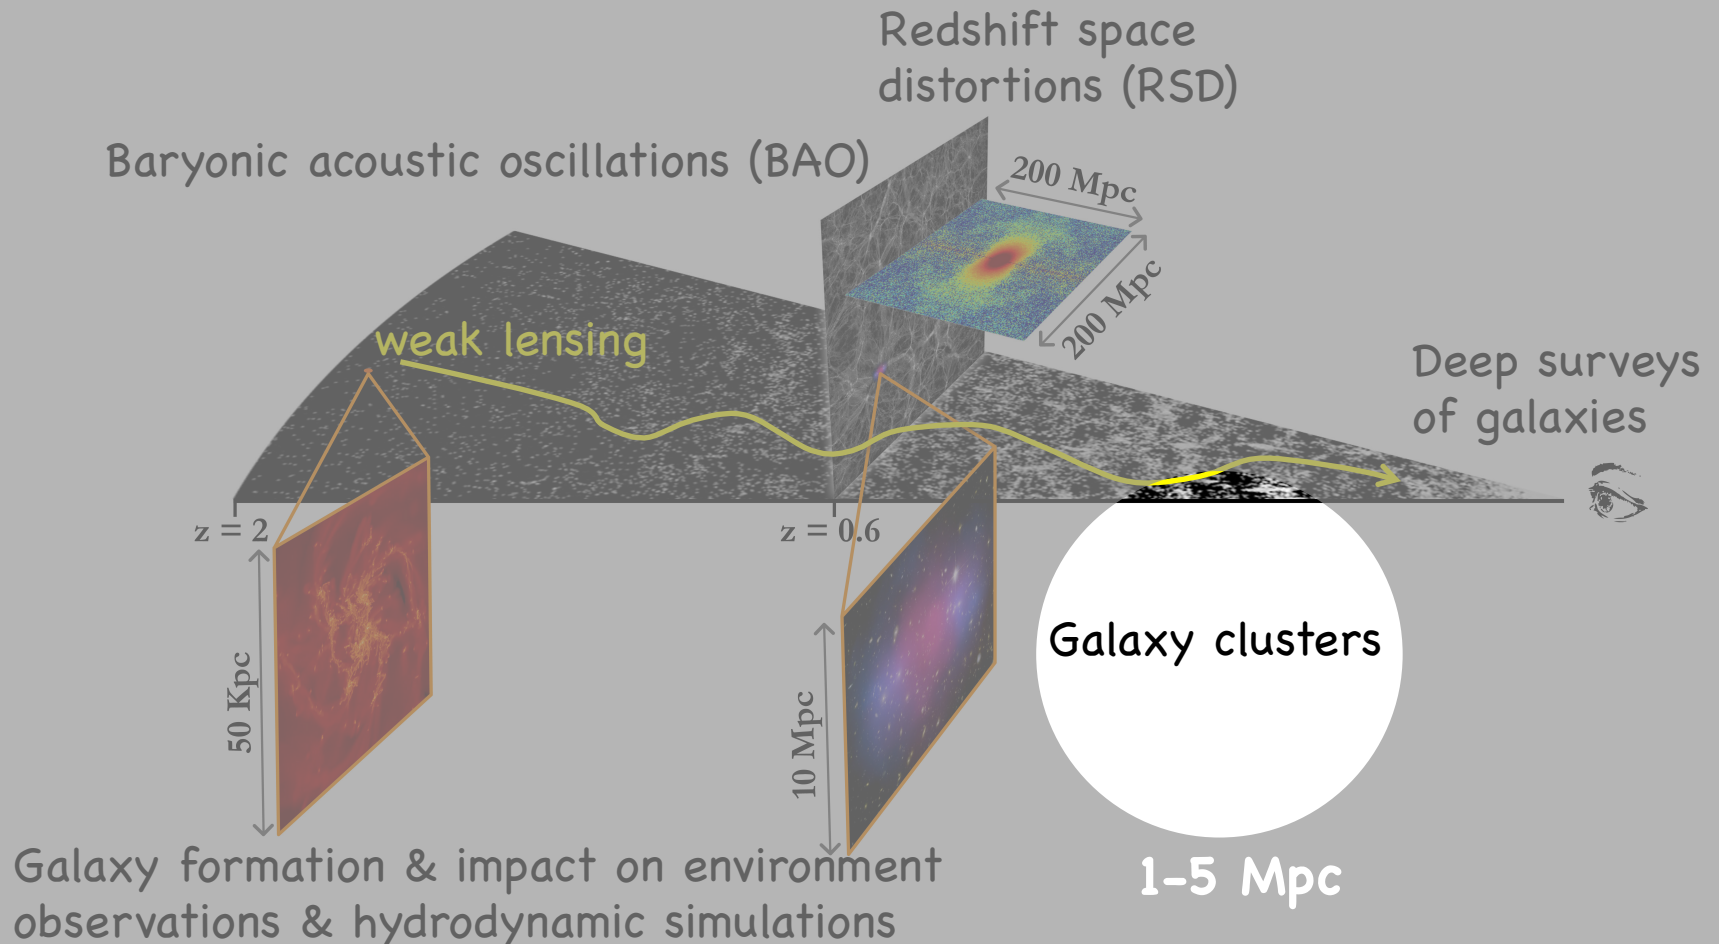 Redshift space
distortions (RSD)
Baryonic acoustic oscillations (BAO)
200 Mpc
200 Mpc
weak lensing
Deep surveys
of galaxies
z = 2
z = 0.6
Galaxy clusters
50 Kpc
10 Mpc
1-5 Mpc
Galaxy formation & impact on environment
observations & hydrodynamic simulations